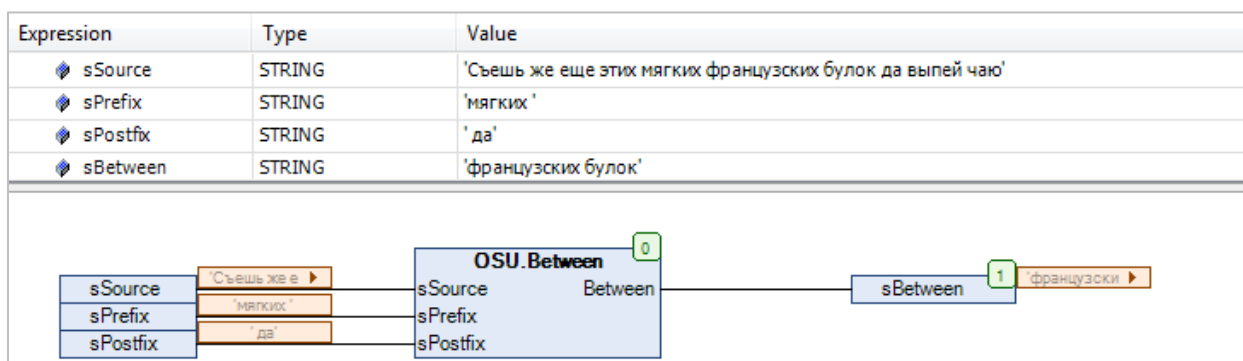 Expression Type Value
sSource STRING 'Съешь же еще этих мягких французских булок да выпей чаю'
sPrefix STRING 'мягких '
sPostfix STRING ' да'
sBetween STRING 'французских булок'
0
OSU.Between
'Съешь же е
1
'французски
sSource sSource Between sBetween
'мягких '
sPrefix sPrefix
' да'
sPostfix sPostfix